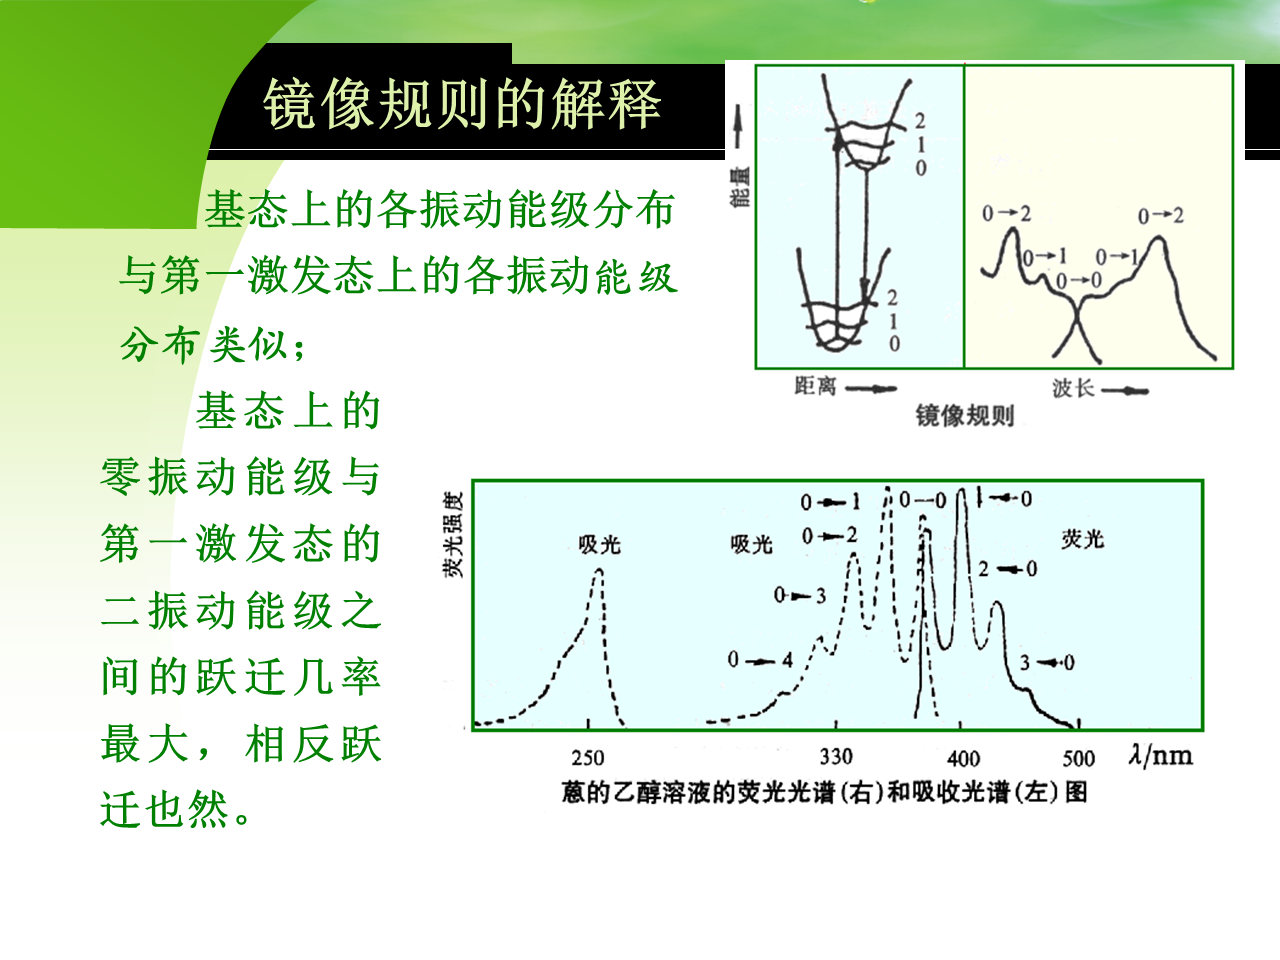 镜像规则的解释
基态上的各振动能级分布
与第一激发态上的各振动能级
分布类似；
基态上的
零振动能级与
第一激发态的
二振动能级之
间的跃迁几率
最大，相反跃
迁也然。
能量
2
1
0
2
1
0
距离
0→2
0→1
0→0
0→1
0→2
波长
镜像规则
荧光强度
吸光
吸光
荧光
0→4
0→3
0→2
0→1
0—0
1←0
2←0
3←0
250
330
400
500
λ/nm
蒽的乙醇溶液的荧光光谱(右)和吸收光谱(左)图